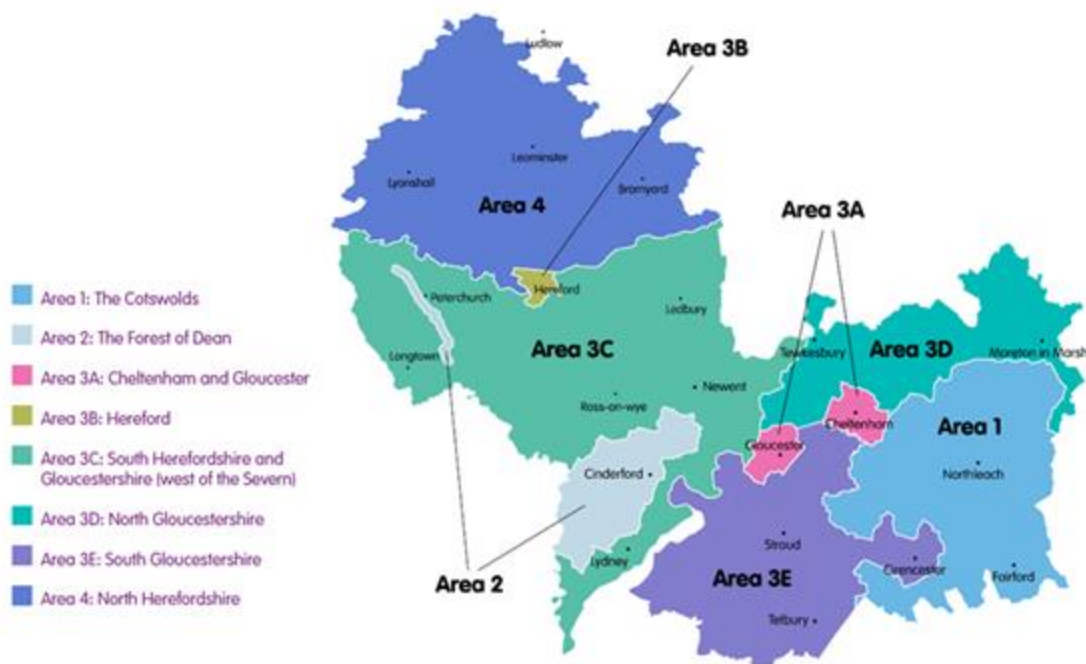 Ludlow
Area 3B
Leominster
Lyonshall
Bromyard
Area 4
Area 3A
Hereford
Peterchurch
Ledbury
Area 3C
Tewkesbury
Area 3D
Moreton in Marsh
Longtown
Newent
Ross-on-wye
Cheltenham
Area 1
Gloucester
Cinderford
Northleach
Stroud
Lydney
Cirencester
Area 2
Area 3E
Fairford
Tetbury
Area 1: The Cotswolds
Area 2: The Forest of Dean
Area 3A: Cheltenham and Gloucester
Area 3B: Hereford
Area 3C: South Herefordshire and
Gloucestershire (west of the Severn)
Area 3D: North Gloucestershire
Area 3E: South Gloucestershire
Area 4: North Herefordshire